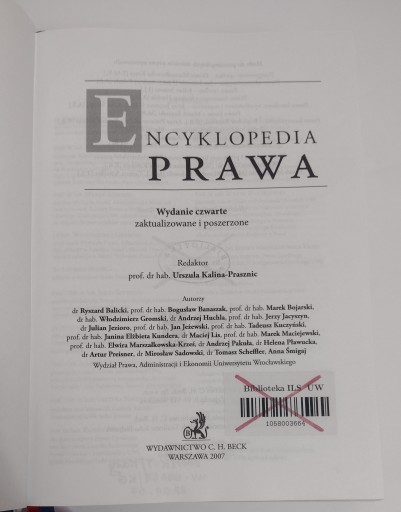 ENCYKLOPEDIA
PRAWA
Wydanie czwarte
zaktualizowane i poszerzone
Redaktor
prof. dr hab. Urszula Kalina-Prasznic
Autorzy
dr Ryszard Balicki, prof. dr hab. Bogusław Banaszak, prof. dr hab. Marek Bojarski,
dr hab. Włodzimierz Gromski, dr Andrzej Huchla, prof. dr hab. Jerzy Jacyszyn,
dr Julian Jezioro, prof. dr hab. Jan Jeżewski, prof. dr hab. Tadeusz Kuczyński,
prof. dr hab. Janina Elżbieta Kundera, dr Maciej Lis, prof. dr hab. Marek Maciejewski,
prof. dr hab. Elwira Marszałkowska-Krześ, dr hab. Andrzej Pakuła, dr Helena Pławucka,
dr Artur Preisner, dr Mirosław Sadowski, dr Tomasz Scheffler, Anna Śmigaj
Wydział Prawa, Administracji i Ekonomii Uniwersytetu Wrocławskiego
Biblioteka ILS UW
1058003664
WYDAWNICTWO C. H. BECK
WARSZAWA 2007